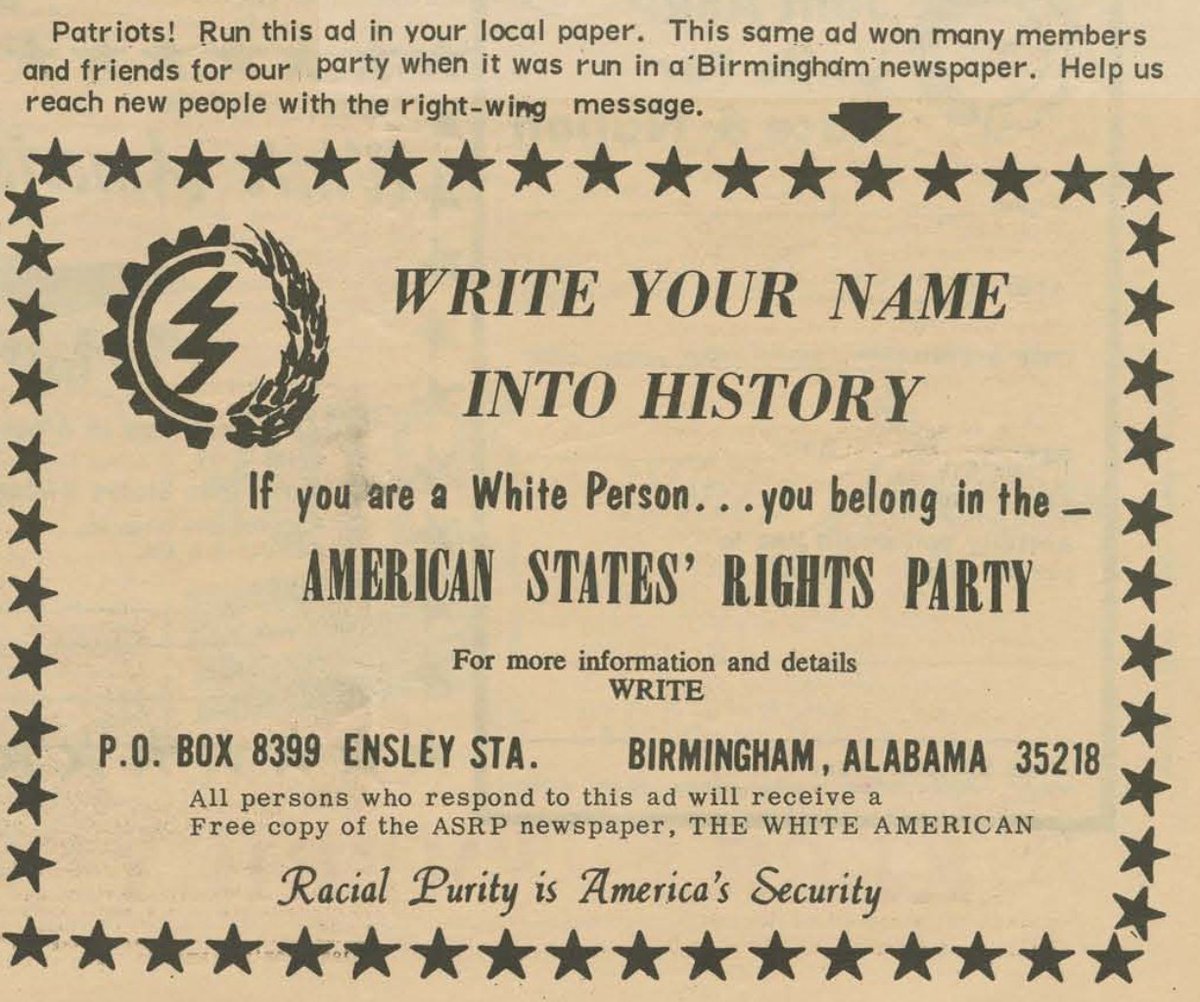 Patriots! Run this ad in your local paper. This same ad won many members
and friends for our party when it was run in a Birmingham newspaper. Help us
reach new people with the right-wing message.
WRITE YOUR NAME
INTO HISTORY
If you are a White Person...you belong in the —
AMERICAN STATES' RIGHTS PARTY
For more information and details
WRITE
P.O. BOX 8399 ENSLEY STA. BIRMINGHAM, ALABAMA 35218
All persons who respond to this ad will receive a
Free copy of the ASRP newspaper, THE WHITE AMERICAN
Racial Purity is America's Security